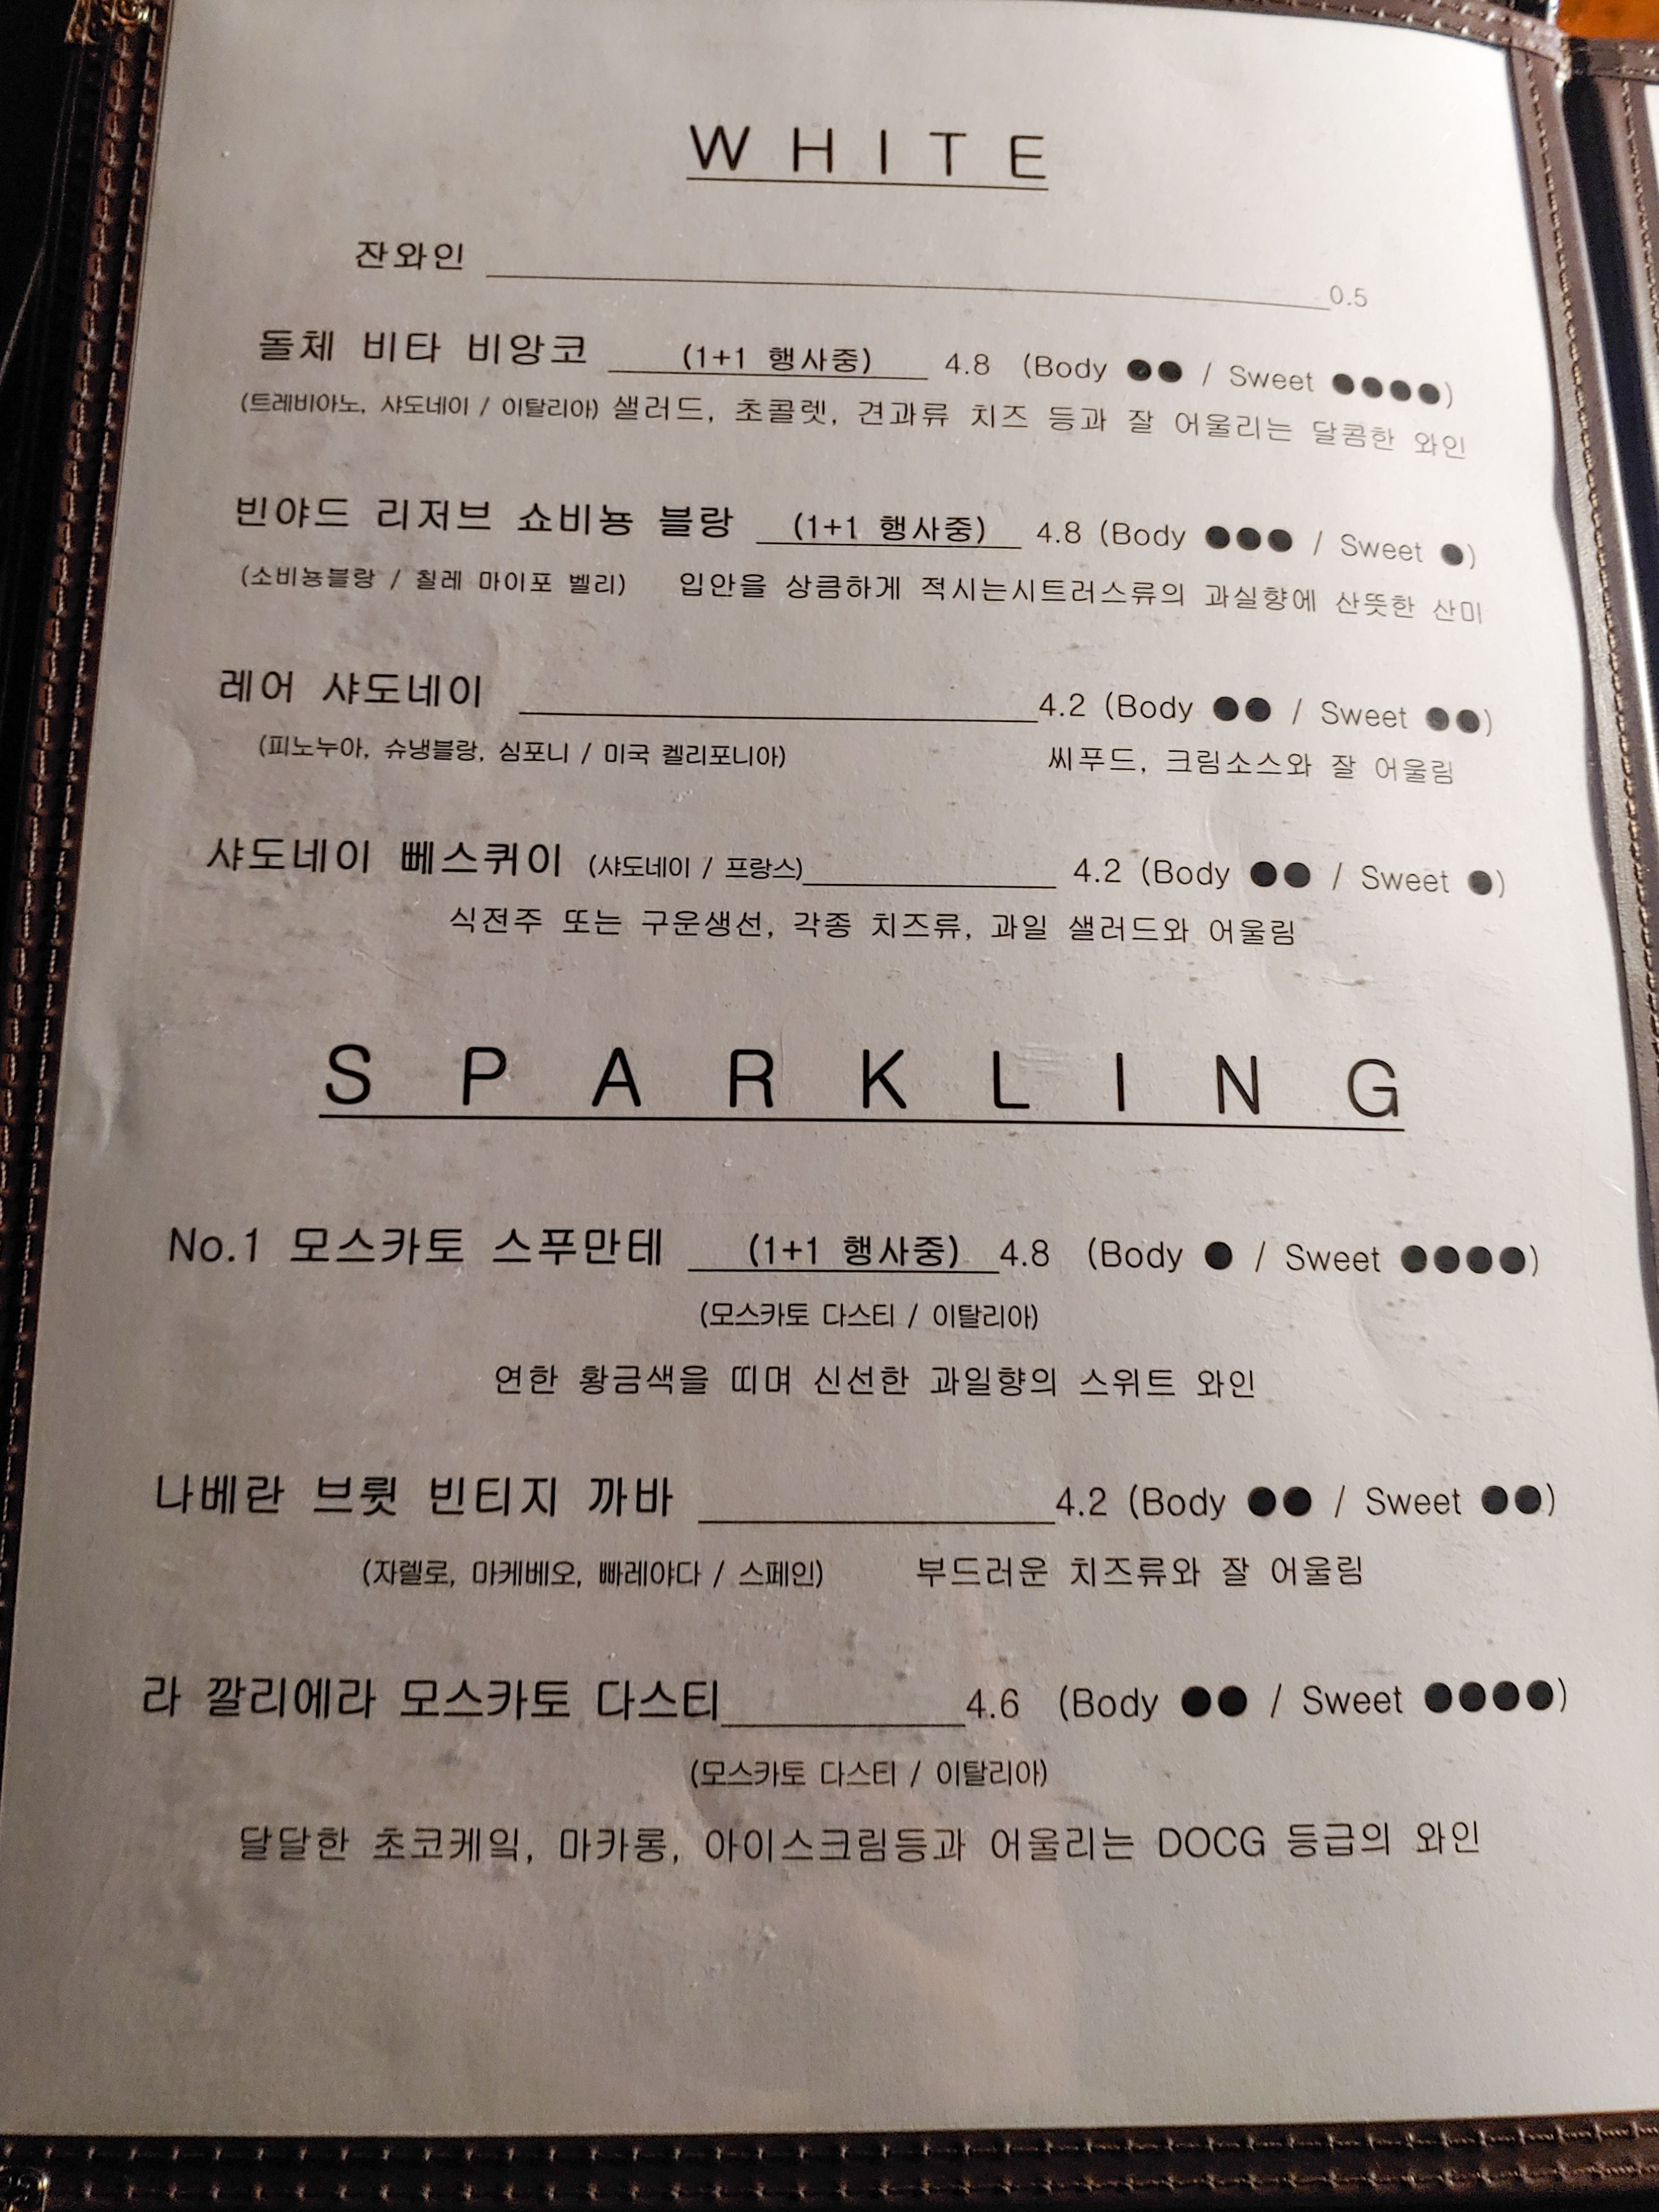 WHITE
잔와인 0.5
돌체 비타 비앙코 (1+1 행사중) 4.8 (Body ●● / Sweet ●●●●)
(트레비아노, 샤도네이 / 이탈리아) 샐러드, 초콜렛, 견과류 치즈 등과 잘 어울리는 달콤한 와인
빈야드 리저브 쇼비뇽 블랑 (1+1 행사중) 4.8 (Body ●●● / Sweet ●)
(소비뇽블랑 / 칠레 마이포 벨리) 입안을 상큼하게 적시는시트러스류의 과실향에 산뜻한 산미
레어 샤도네이 4.2 (Body ●● / Sweet ●●)
(피노누아, 슈냉블랑, 심포니 / 미국 켈리포니아) 씨푸드, 크림소스와 잘 어울림
샤도네이 뻬스퀴이 (샤도네이 / 프랑스) 4.2 (Body ●● / Sweet ●)
식전주 또는 구운생선, 각종 치즈류, 과일 샐러드와 어울림
SPARKLING
No.1 모스카토 스푸만테 (1+1 행사중) 4.8 (Body ● / Sweet ●●●●)
(모스카토 다스티 / 이탈리아)
연한 황금색을 띠며 신선한 과일향의 스위트 와인
나베란 브륏 빈티지 까바 4.2 (Body ●● / Sweet ●●)
(자렐로, 마케베오, 빠레야다 / 스페인) 부드러운 치즈류와 잘 어울림
라 깔리에라 모스카토 다스티 4.6 (Body ●● / Sweet ●●●●)
(모스카토 다스티 / 이탈리아)
달달한 초코케잌, 마카롱, 아이스크림등과 어울리는 DOCG 등급의 와인